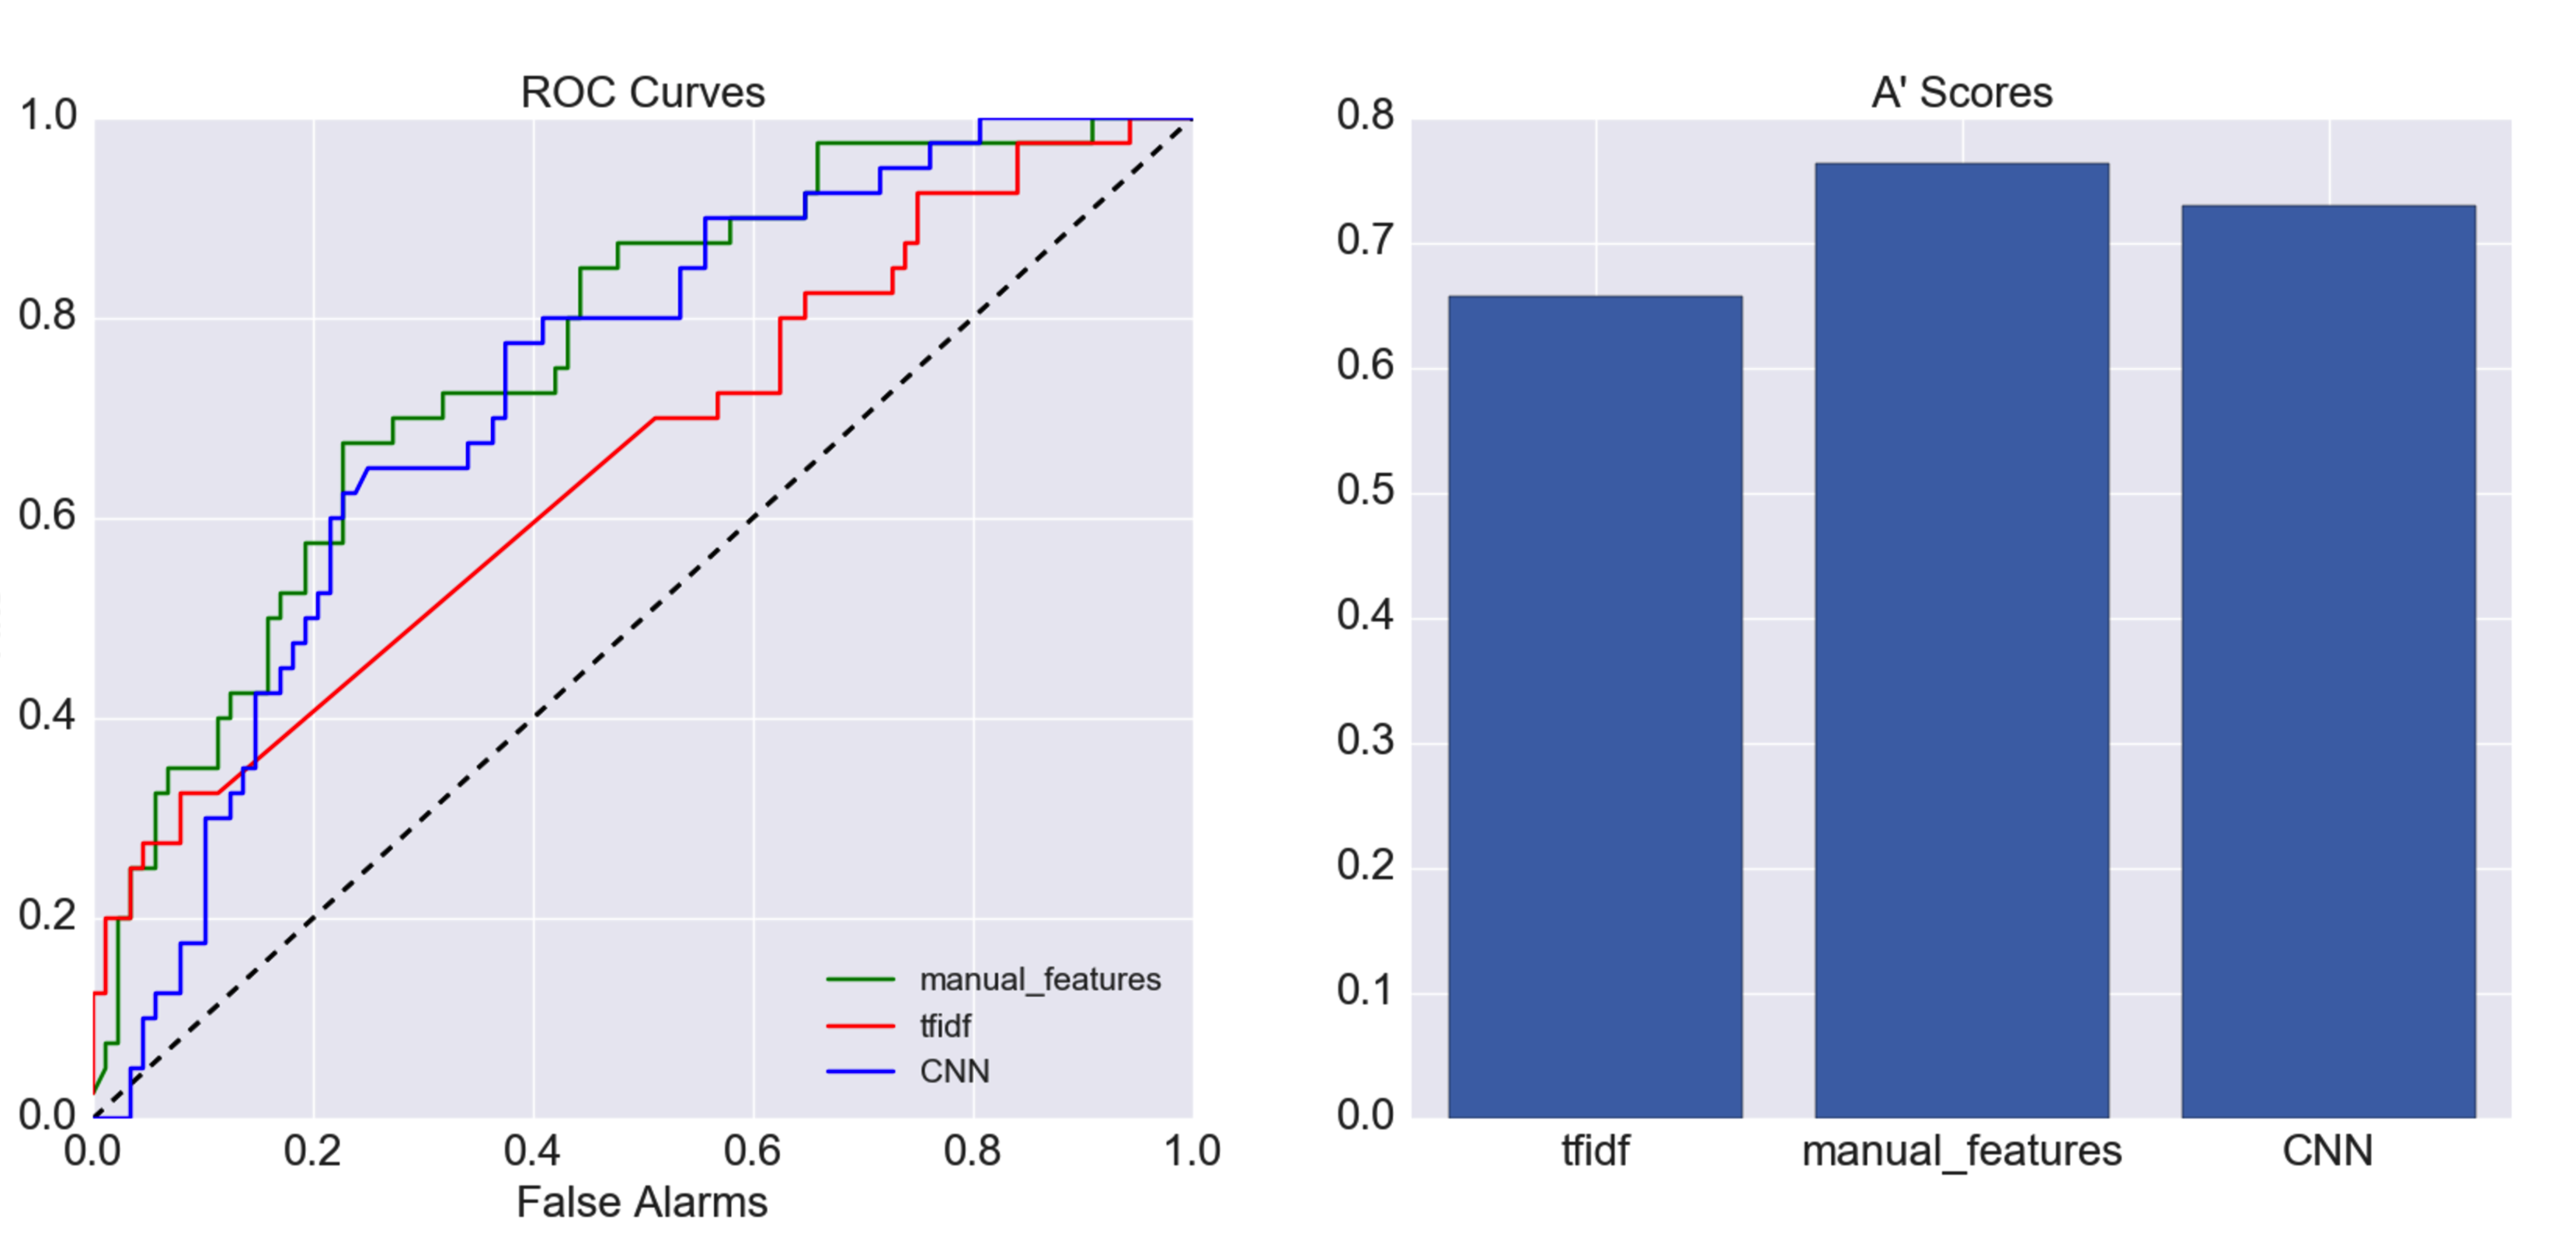 ROC Curves
1.0
0.8
0.6
0.4
0.2
0.0
0.0 0.2 0.4 0.6 0.8 1.0
False Alarms
manual_features
tfidf
CNN
A' Scores
0.8
0.7
0.6
0.5
0.4
0.3
0.2
0.1
0.0
tfidf manual_features CNN